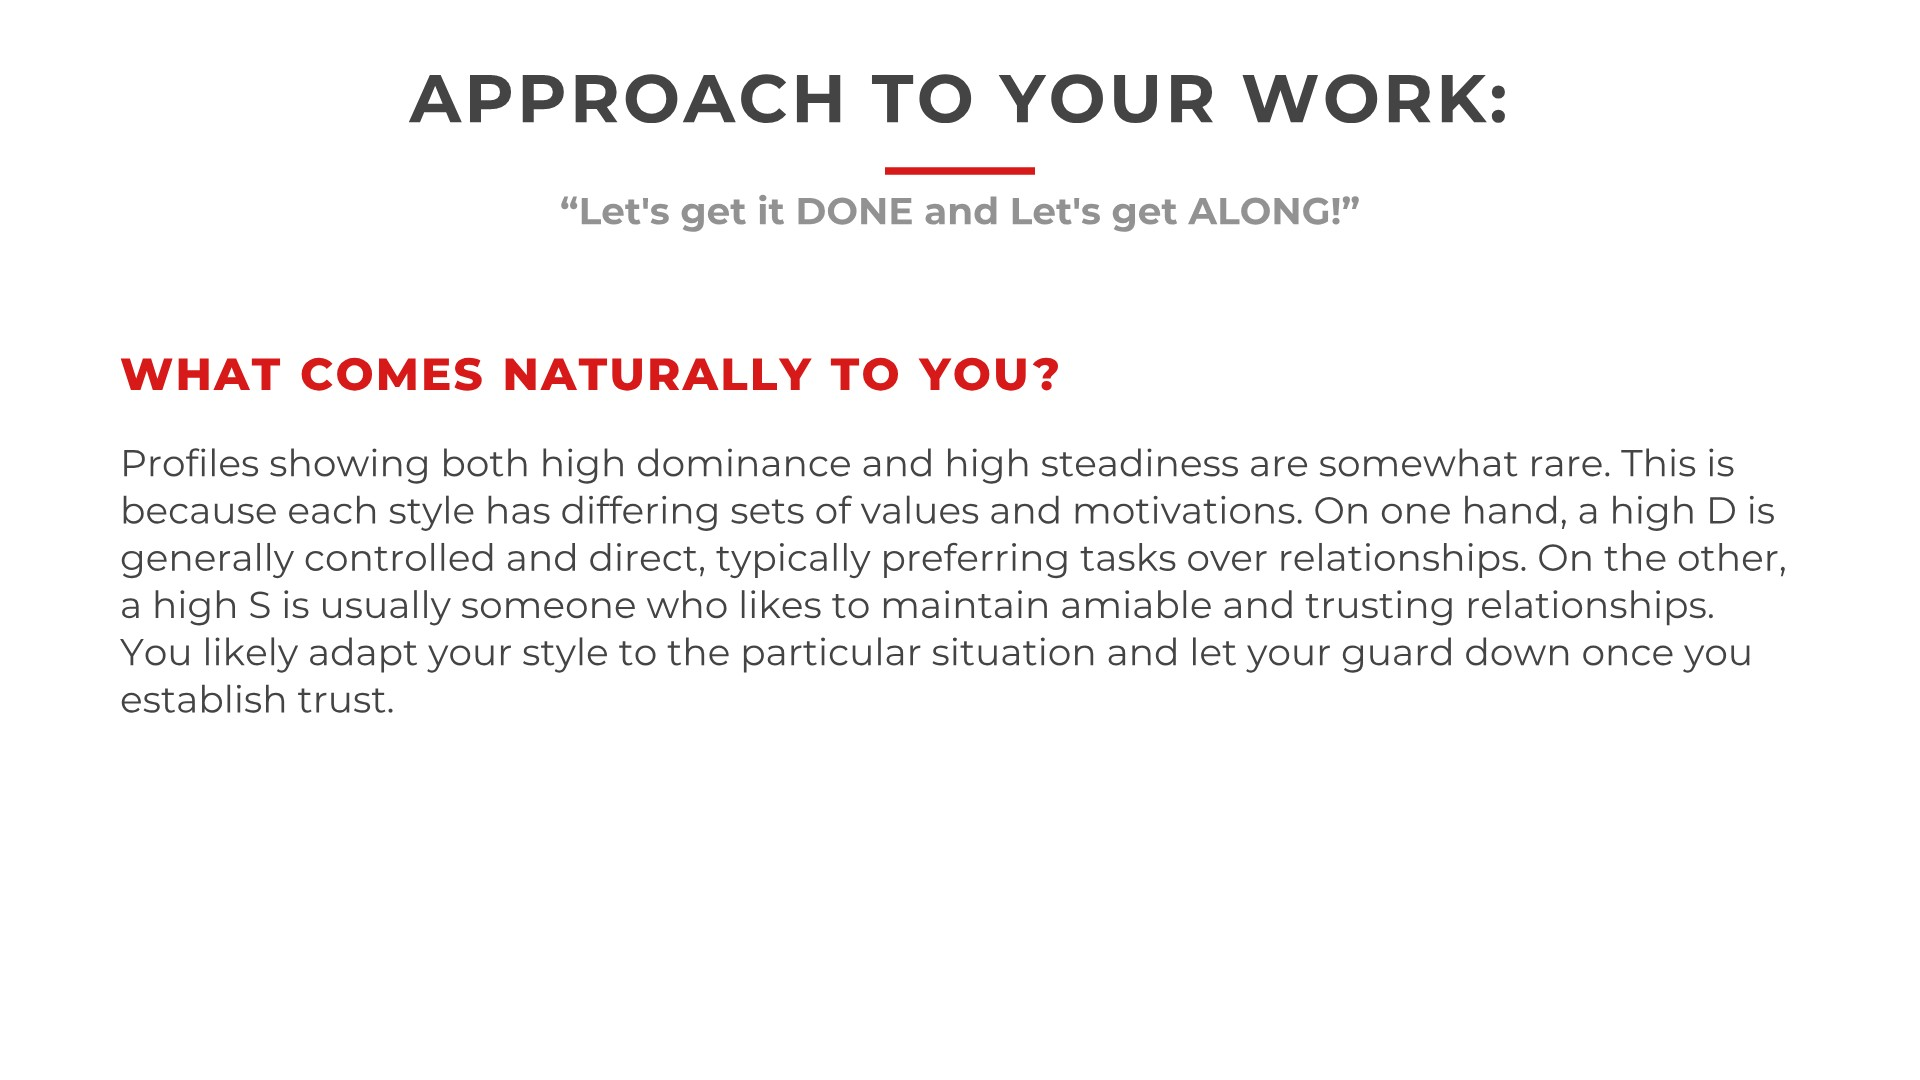 APPROACH TO YOUR WORK:
“Let's get it DONE and Let's get ALONG!”
WHAT COMES NATURALLY TO YOU?
Profiles showing both high dominance and high steadiness are somewhat rare. This is
because each style has differing sets of values and motivations. On one hand, a high D is
generally controlled and direct, typically preferring tasks over relationships. On the other,
a high S is usually someone who likes to maintain amiable and trusting relationships.
You likely adapt your style to the particular situation and let your guard down once you
establish trust.